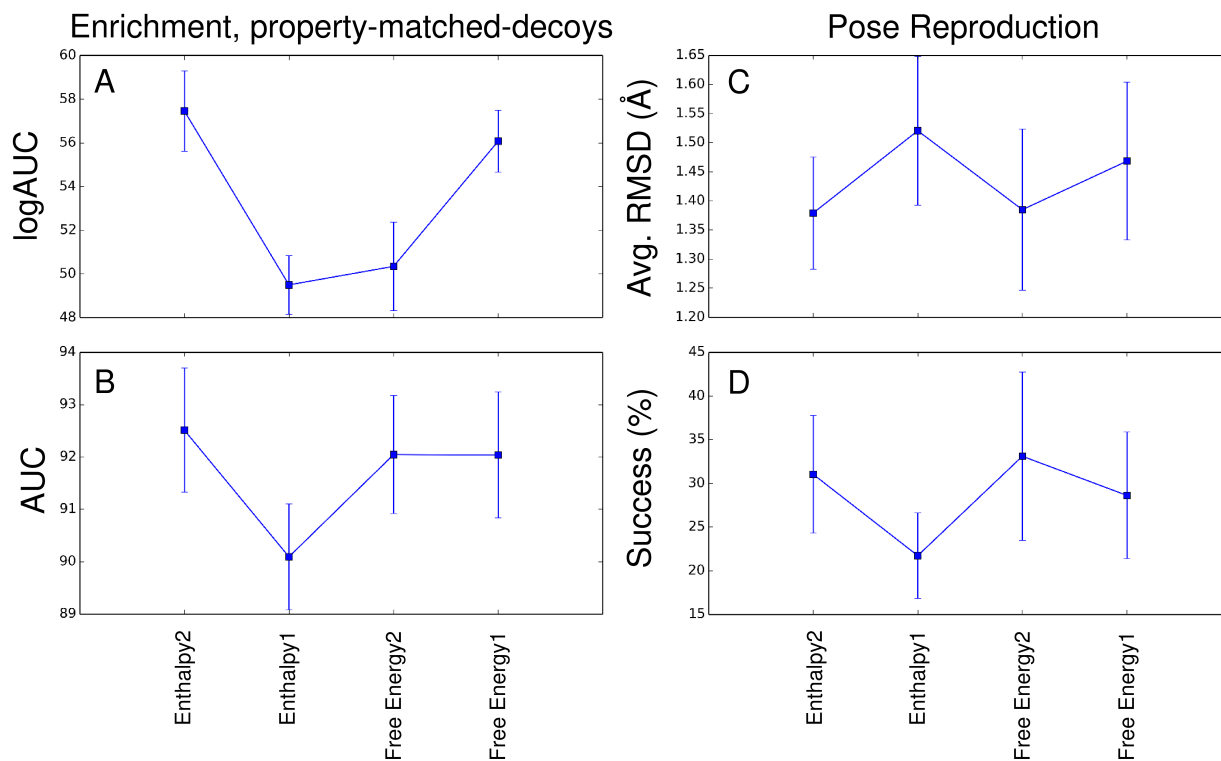 Enrichment, property-matched-decoys
Pose Reproduction
A
logAUC
60
58
56
54
52
50
48
C
Avg. RMSD (Å)
1.65
1.60
1.55
1.50
1.45
1.40
1.35
1.30
1.25
1.20
B
AUC
94
93
92
91
90
89
D
Success (%)
45
40
35
30
25
20
15
Enthalpy2
Enthalpy1
Free Energy2
Free Energy1
Enthalpy2
Enthalpy1
Free Energy2
Free Energy1